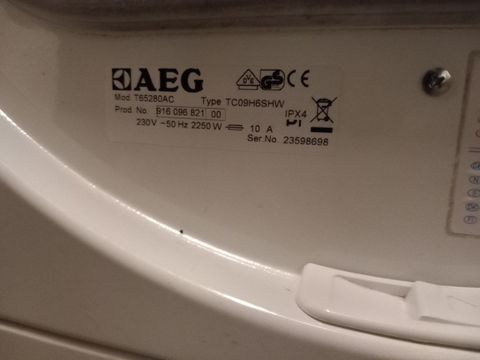 AEG
Mod. T65280AC Type TC09H6SHW
Prod. No. 916 096 821 00 IPX4
230V ~50 Hz 2250 W 10 A
Ser.No. 23598698